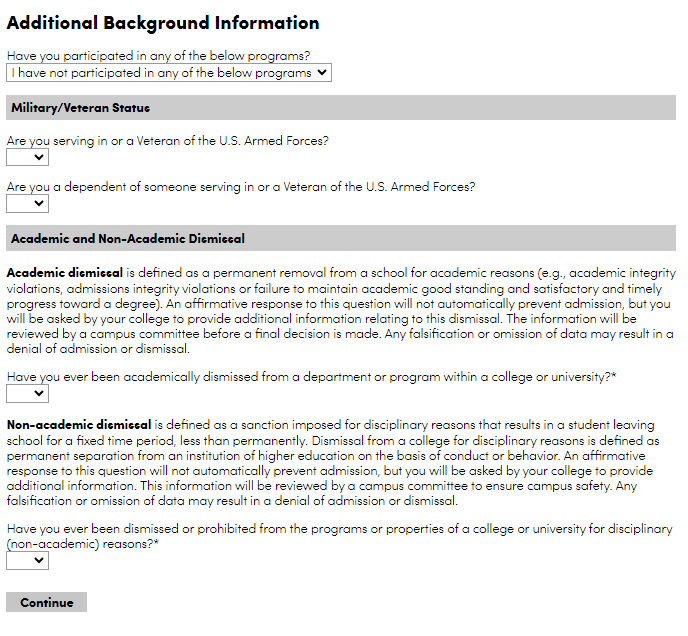 Additional Background Information
Have you participated in any of the below programs?
I have not participated in any of the below programs
Military/Veteran Status
Are you serving in or a Veteran of the U.S. Armed Forces?
Are you a dependent of someone serving in or a Veteran of the U.S. Armed Forces?
Academic and Non-Academic Dismissal
Academic dismissal is defined as a permanent removal from a school for academic reasons (e.g., academic integrity
violations, admissions integrity violations or failure to maintain academic good standing and satisfactory and timely
progress toward a degree). An affirmative response to this question will not automatically prevent admission, but you
will be asked by your college to provide additional information relating to this dismissal. The information will be
reviewed by a campus committee before a final decision is made. Any falsification or omission of data may result in a
denial of admission or dismissal.
Have you ever been academically dismissed from a department or program within a college or university?*
Non-academic dismissal is defined as a sanction imposed for disciplinary reasons that results in a student leaving
school for a fixed time period, less than permanently. Dismissal from a college for disciplinary reasons is defined as
permanent separation from an institution of higher education on the basis of conduct or behavior. An affirmative
response to this question will not automatically prevent admission, but you will be asked by your college to provide
additional information. This information will be reviewed by a campus committee to ensure campus safety. Any
falsification or omission of data may result in a denial of admission or dismissal.
Have you ever been dismissed or prohibited from the programs or properties of a college or university for disciplinary
(non-academic) reasons?*
Continue